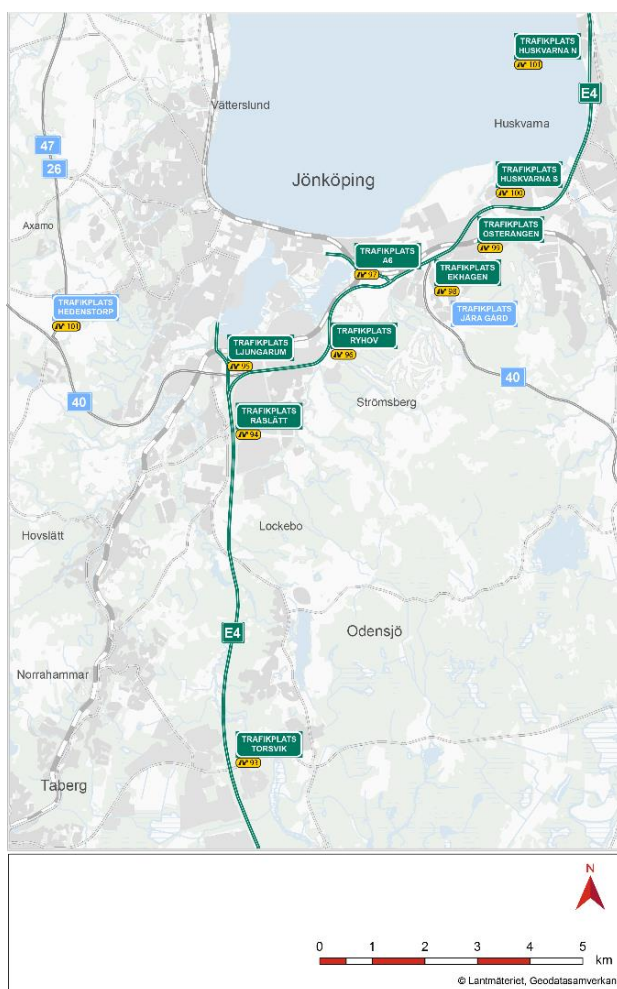 TRAFIKPLATS
HUSKVARNA N
101
E4
Vätterslund
Huskvarna
47
26
Jönköping
TRAFIKPLATS
HUSKVARNA S
100
Axamo
TRAFIKPLATS
ÖSTERÄNGEN
99
TRAFIKPLATS
A6
97
TRAFIKPLATS
EKHAGEN
98
TRAFIKPLATS
HEDENSTORP
101
TRAFIKPLATS
JÄRA GÅRD
TRAFIKPLATS
LJUNGARUM
95
TRAFIKPLATS
RYHOV
96
40
40
Strömsberg
TRAFIKPLATS
RÅSLÄTT
94
Lockebo
Hovslätt
E4
Odensjö
Norrahammar
TRAFIKPLATS
TORSVIK
93
Taberg
N
0 1 2 3 4 5
km
© Lantmäteriet, Geodatasamverkan